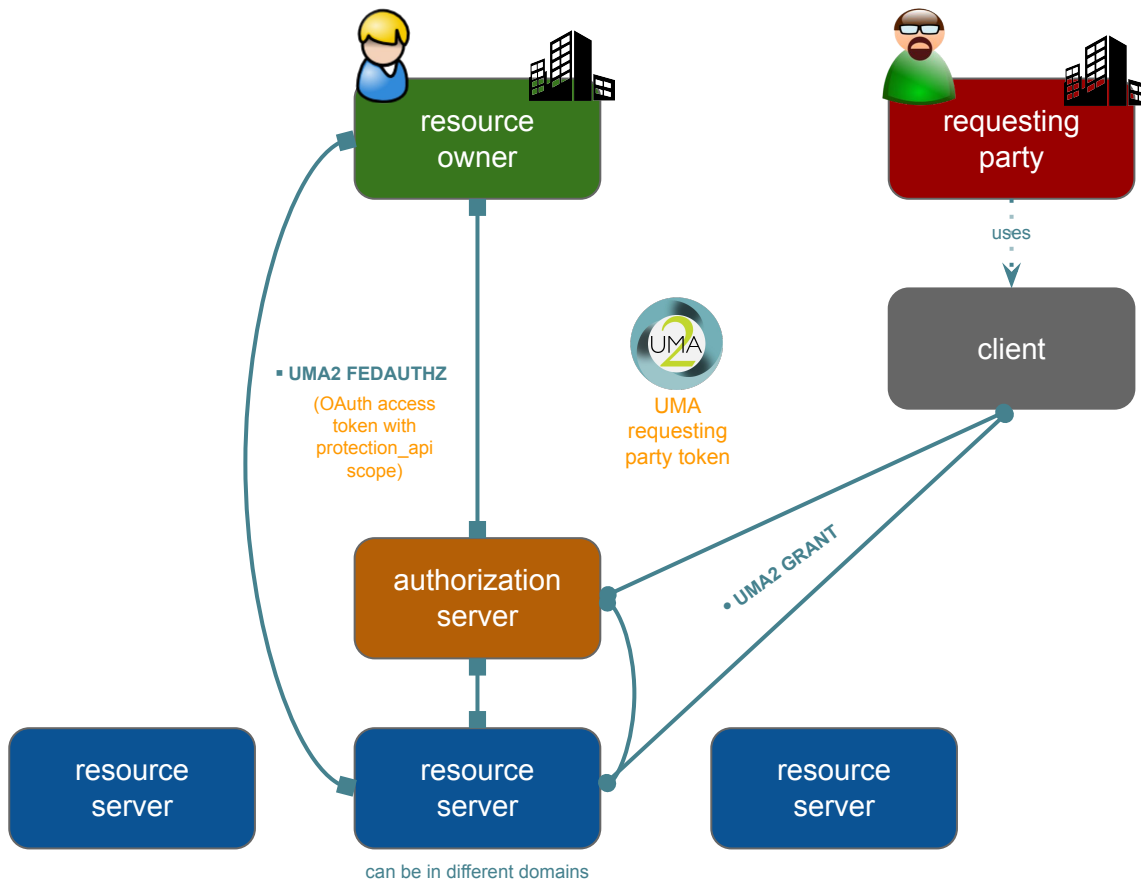 resource
owner
requesting
party
uses
client
UMA
2
UMA
requesting
party token
▪ UMA2 FEDAUTHZ
(OAuth access
token with
protection_api
scope)
• UMA2 GRANT
authorization
server
resource
server
resource
server
resource
server
can be in different domains